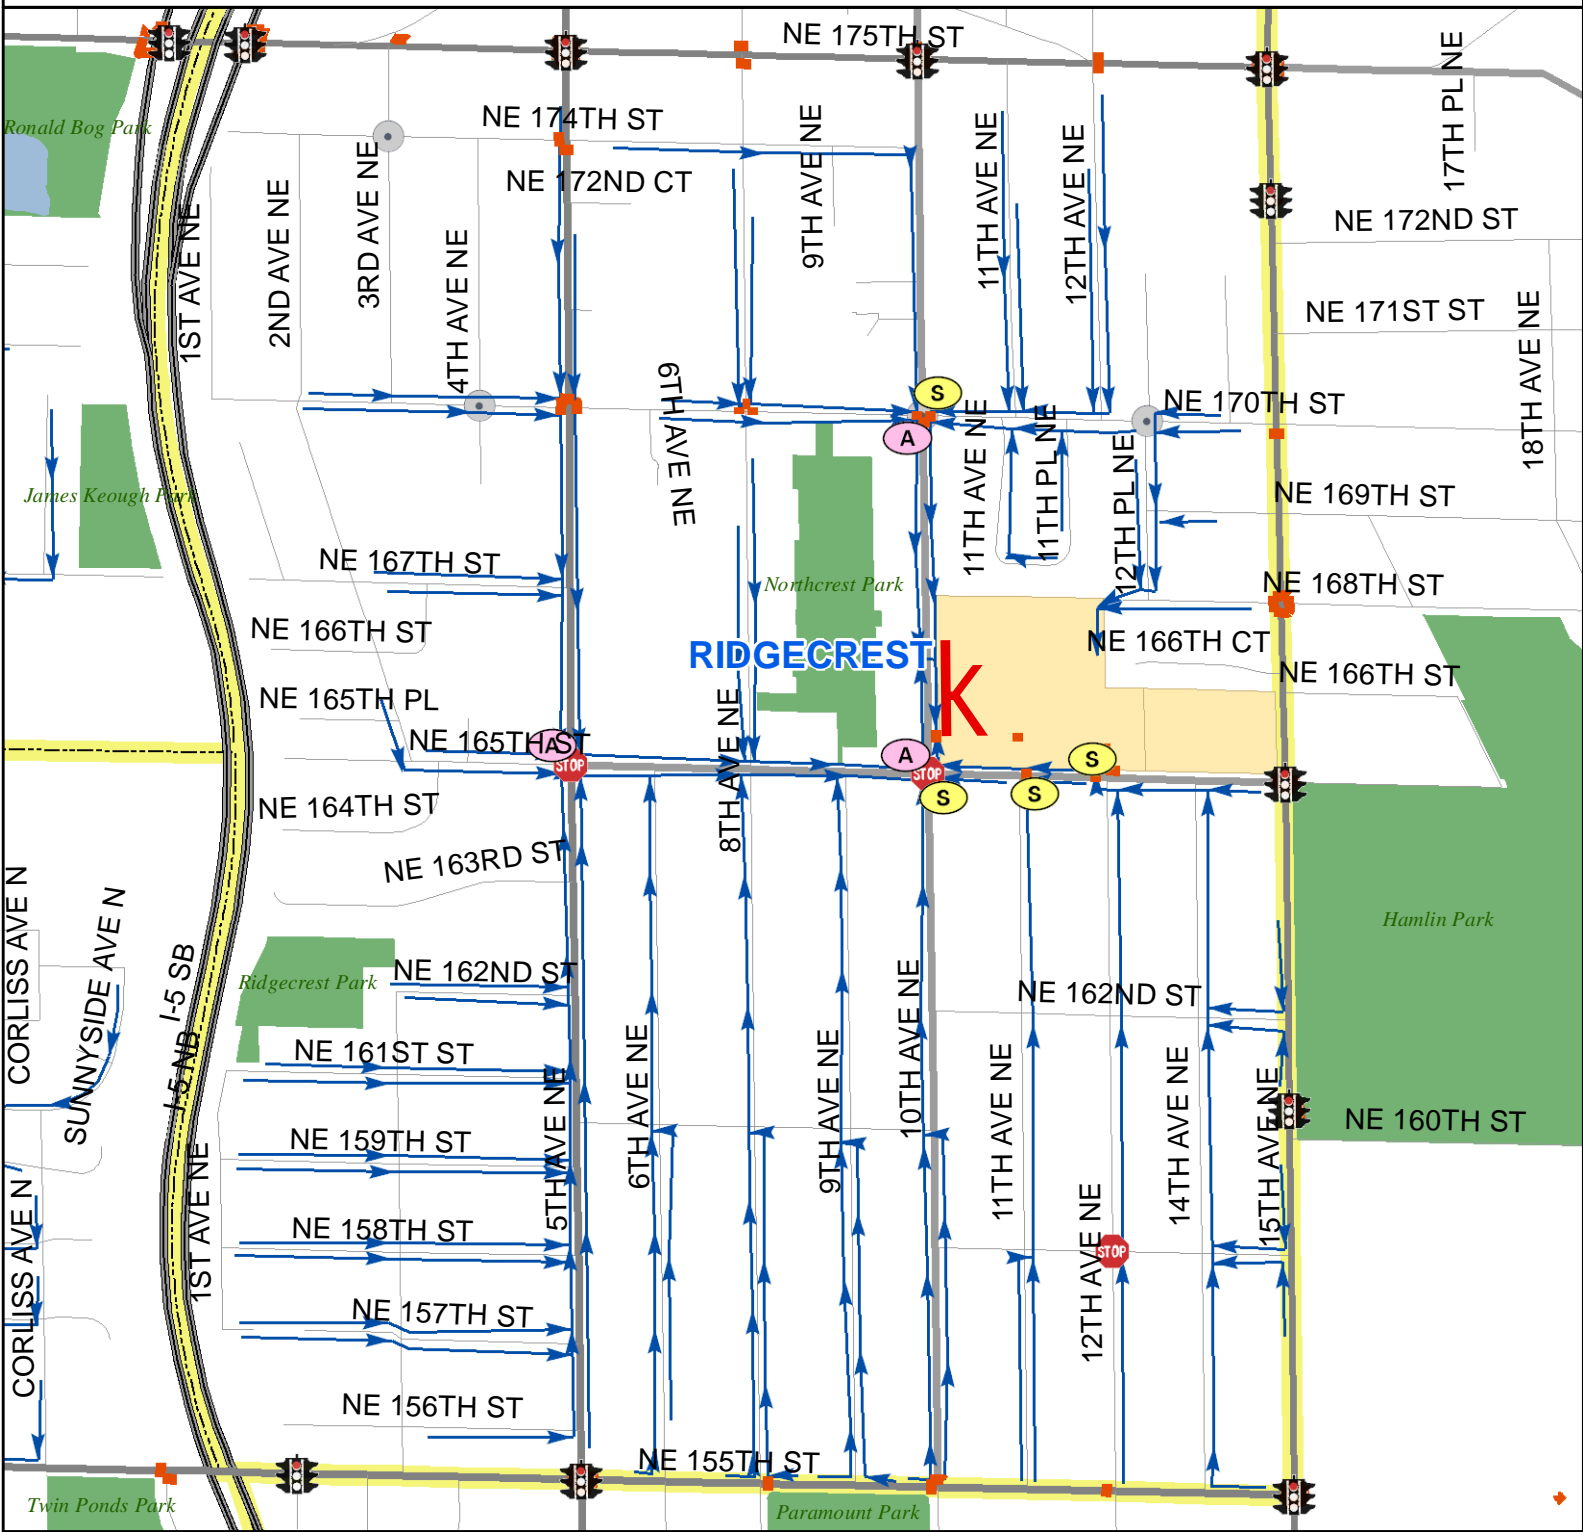 NE 175TH ST
17TH PL NE
Ronald Bog Park
NE 174TH ST
9TH AVE NE
11TH AVE NE
12TH AVE NE
3RD AVE NE
NE 172ND CT
1ST AVE NE
2ND AVE NE
4TH AVE NE
NE 172ND ST
NE 171ST ST
18TH AVE NE
6TH AVE NE
S
NE 170TH ST
A
11TH AVE NE
11TH PL NE
12TH PL NE
James Keough Park
NE 169TH ST
NE 167TH ST
Northcrest Park
NE 168TH ST
NE 166TH ST
RIDGECREST
k
NE 166TH CT
NE 166TH ST
NE 165TH PL
8TH AVE NE
NE 165TH ST
A
STOP
A
STOP
S
S
S
NE 164TH ST
NE 163RD ST
CORLISS AVE N
SUNNYSIDE AVE N
I-5 SB
I-5 NB
Hamlin Park
Ridgecrest Park
NE 162ND ST
10TH AVE NE
NE 162ND ST
NE 161ST ST
5TH AVE NE
6TH AVE NE
9TH AVE NE
11TH AVE NE
14TH AVE NE
15TH AVE NE
NE 160TH ST
NE 159TH ST
1ST AVE NE
CORLISS AVE N
12TH AVE NE
STOP
NE 158TH ST
NE 157TH ST
NE 156TH ST
NE 155TH ST
Twin Ponds Park
Paramount Park